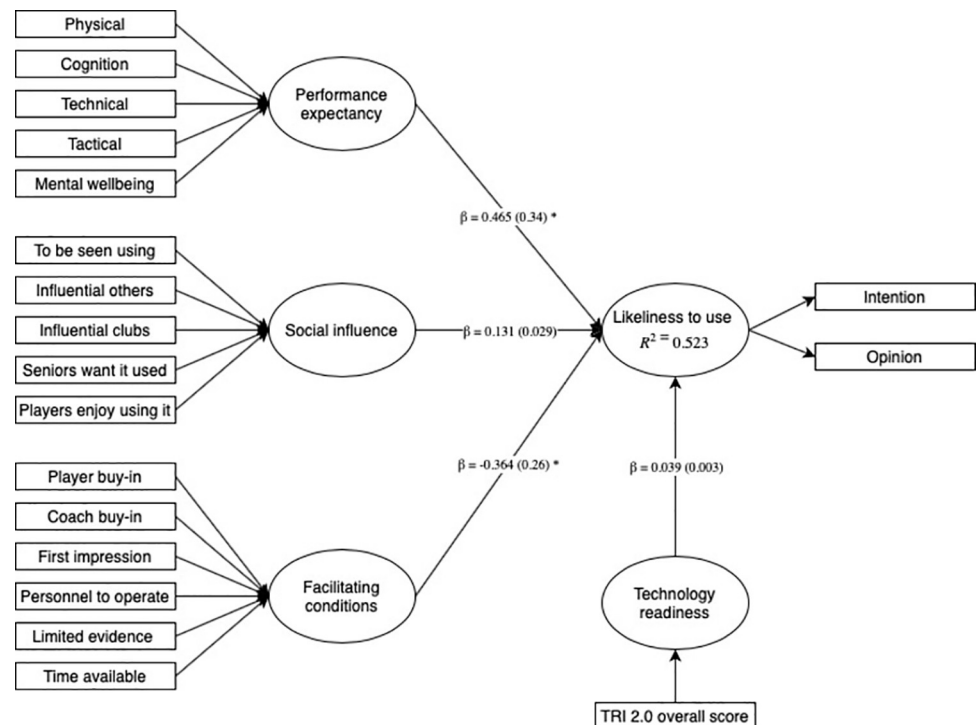 Physical
Cognition
Technical
Tactical
Mental wellbeing
Performance
expectancy
β = 0.465 (0.34) *
To be seen using
Influential others
Influential clubs
Seniors want it used
Players enjoy using it
Social influence
β = 0.131 (0.029)
Likeliness to use
R² = 0.523
Intention
Opinion
Player buy-in
Coach buy-in
First impression
Personnel to operate
Limited evidence
Time available
Facilitating
conditions
β = -0.364 (0.26) *
β = 0.039 (0.003)
Technology
readiness
TRI 2.0 overall score